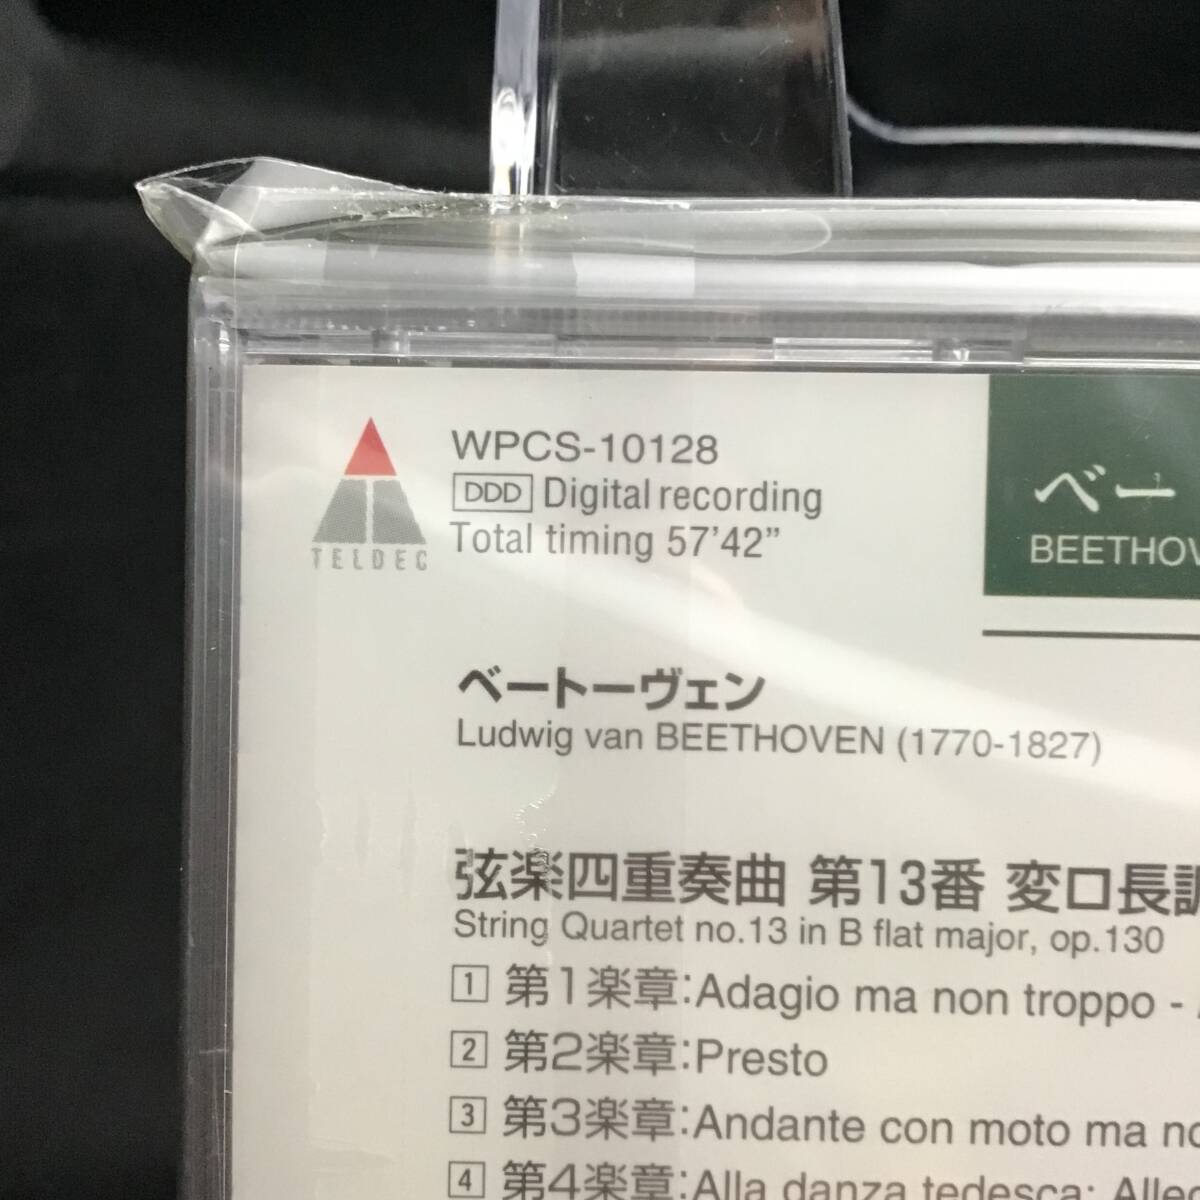 WPCS-10128
DDD Digital recording
Total timing 57'42"
TELDEC
ベー
BEETHOV
ベートーヴェン
Ludwig van BEETHOVEN (1770-1827)
弦楽四重奏曲 第13番 変ロ長調
String Quartet no.13 in B flat major, op.130
1 第1楽章:Adagio ma non troppo -
2 第2楽章:Presto
3 第3楽章:Andante con moto ma no
4 第4楽章:Alla danza tedesca: Alle